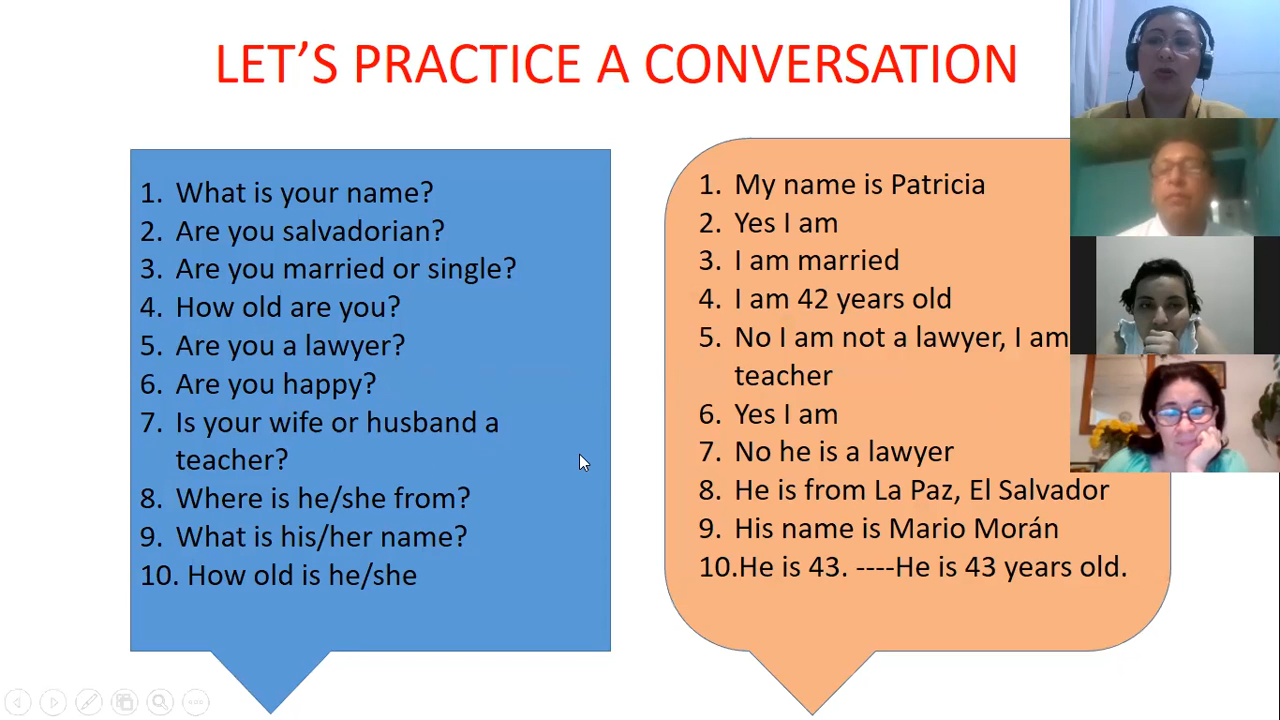 LET'S PRACTICE A CONVERSATION
1. What is your name?
2. Are you salvadorian?
3. Are you married or single?
4. How old are you?
5. Are you a lawyer?
6. Are you happy?
7. Is your wife or husband a
teacher?
8. Where is he/she from?
9. What is his/her name?
10. How old is he/she
1. My name is Patricia
2. Yes I am
3. I am married
4. I am 42 years old
5. No I am not a lawyer, I am
teacher
6. Yes I am
7. No he is a lawyer
8. He is from La Paz, El Salvador
9. His name is Mario Morán
10.He is 43. ----He is 43 years old.